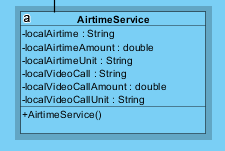 a
AirtimeService
-localAirtime : String
-localAirtimeAmount : double
-localAirtimeUnit : String
-localVideoCall : String
-localVideoCallAmount : double
-localVideoCallUnit : String
+AirtimeService()